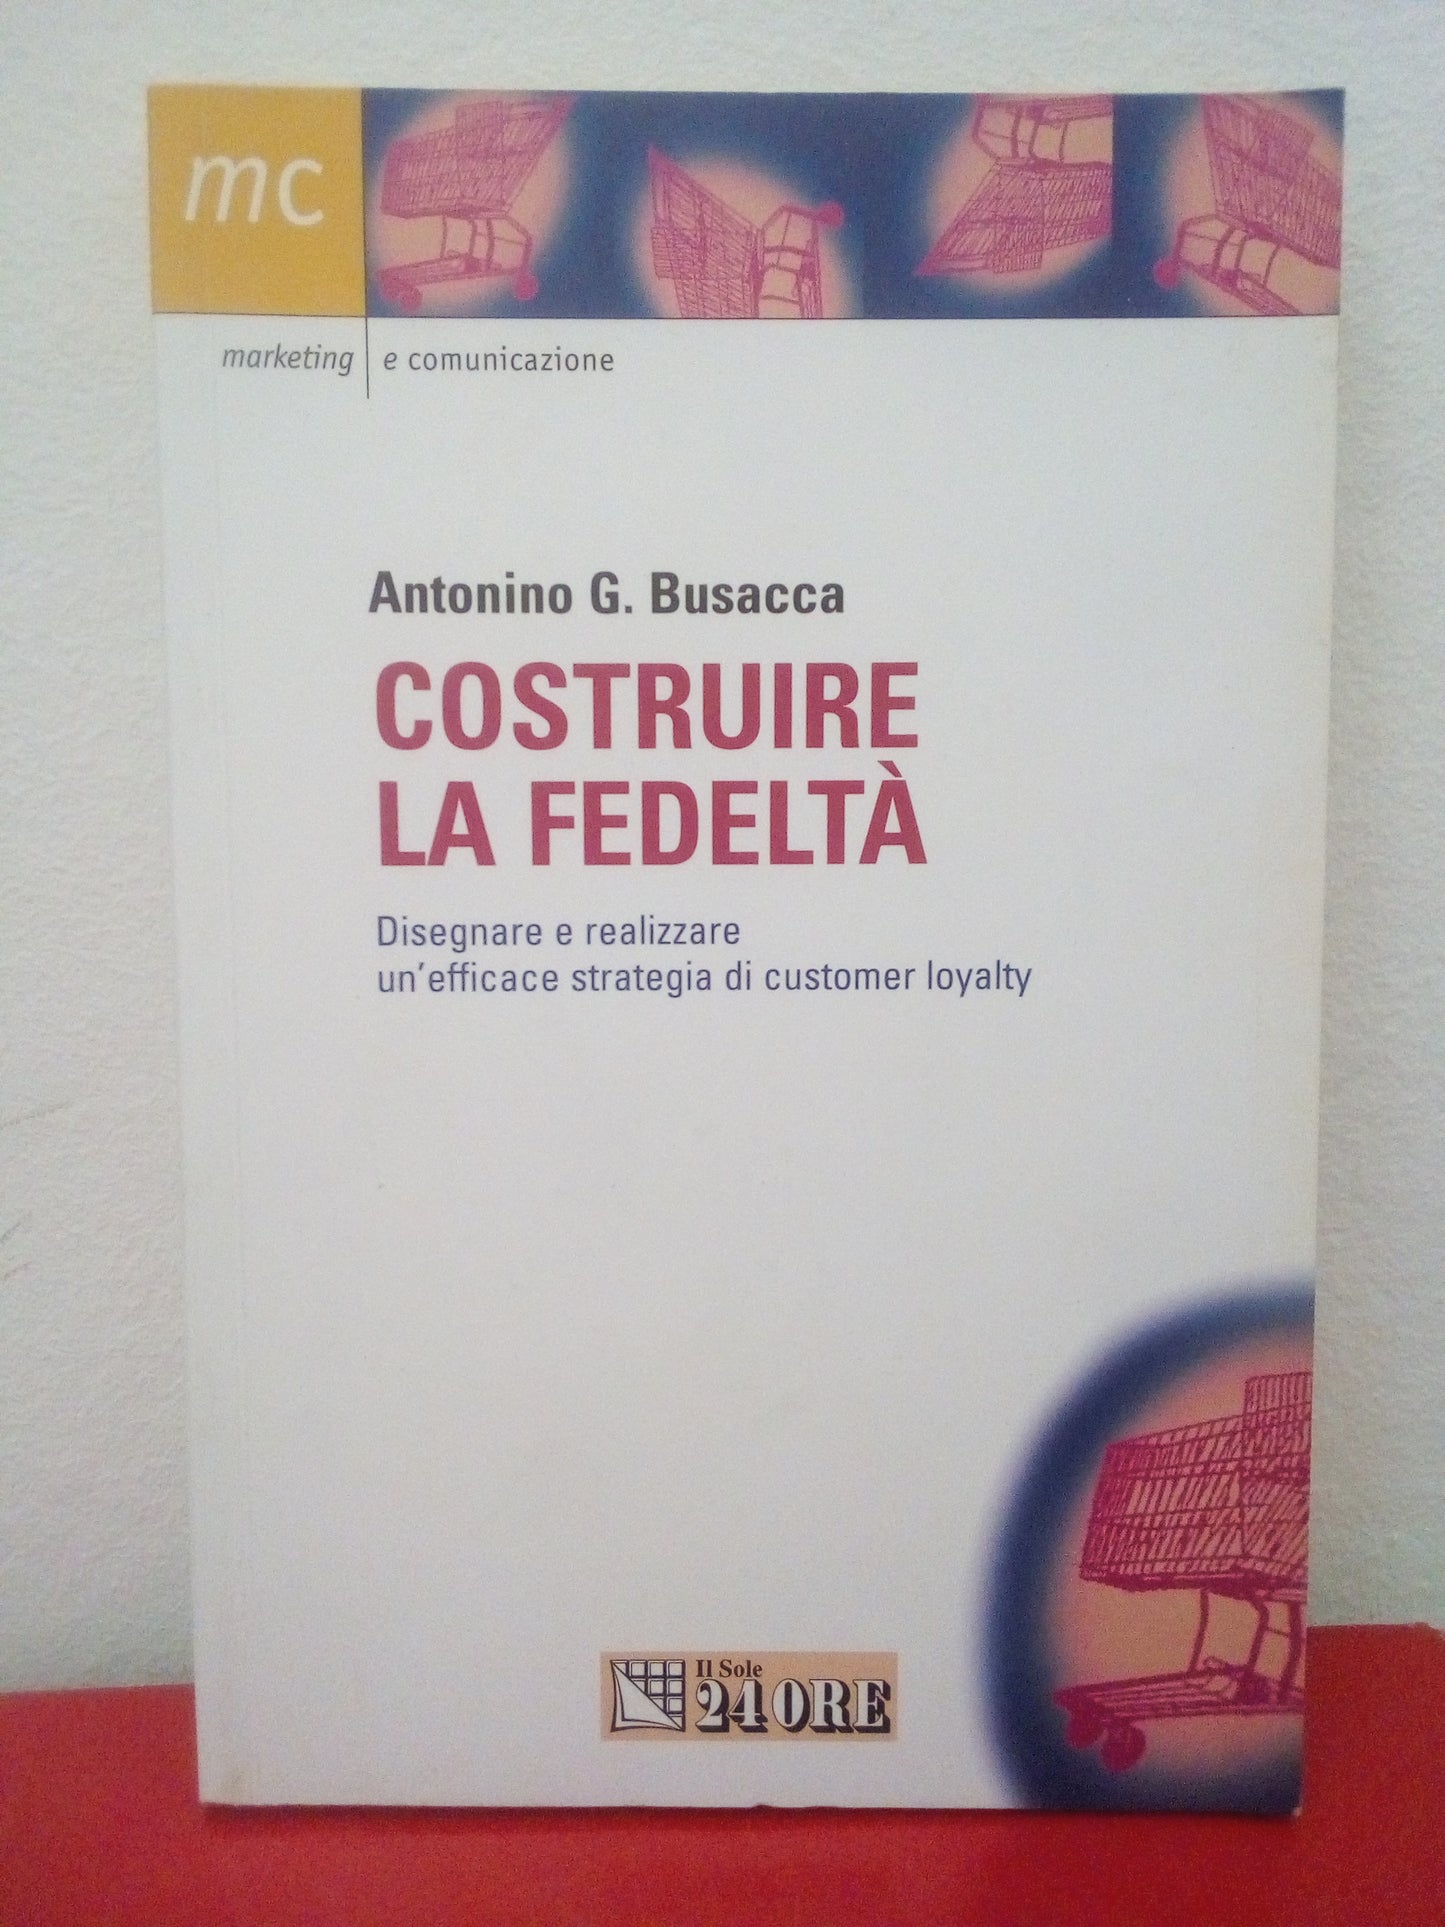 mc
marketing e comunicazione
Antonino G. Busacca
COSTRUIRE
LA FEDELTÀ
Disegnare e realizzare
un'efficace strategia di customer loyalty
Il Sole
24 ORE